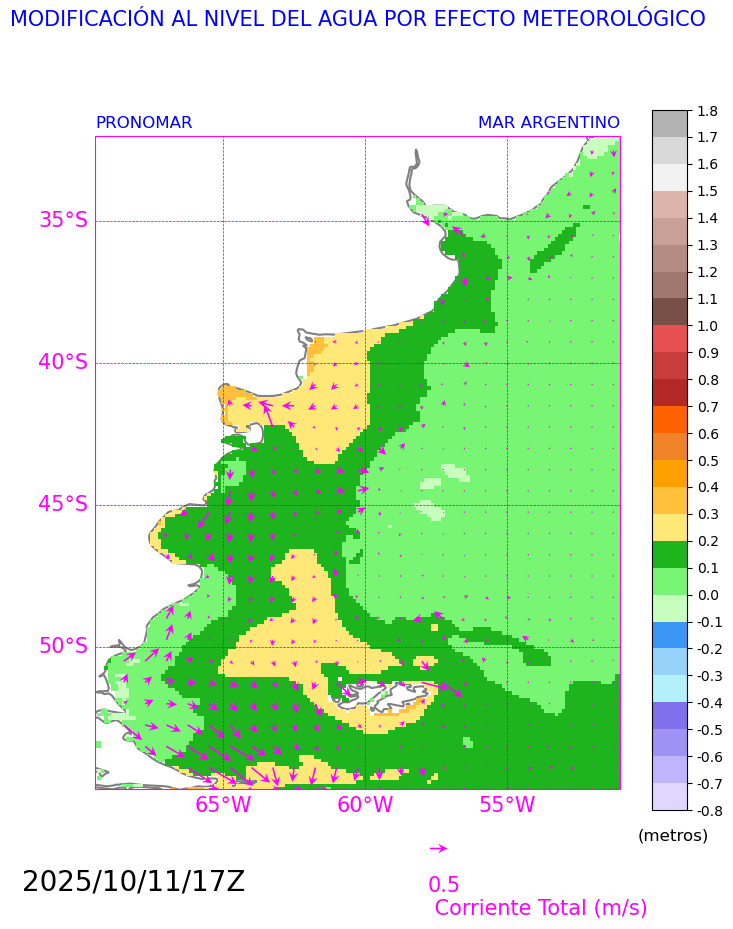 MODIFICACIÓN AL NIVEL DEL AGUA POR EFECTO METEOROLÓGICO
PRONOMAR
MAR ARGENTINO
35°S
40°S
45°S
50°S
65°W
60°W
55°W
1.8
1.7
1.6
1.5
1.4
1.3
1.2
1.1
1.0
0.9
0.8
0.7
0.6
0.5
0.4
0.3
0.2
0.1
0.0
-0.1
-0.2
-0.3
-0.4
-0.5
-0.6
-0.7
-0.8
(metros)
2025/10/11/17Z
0.5
Corriente Total (m/s)